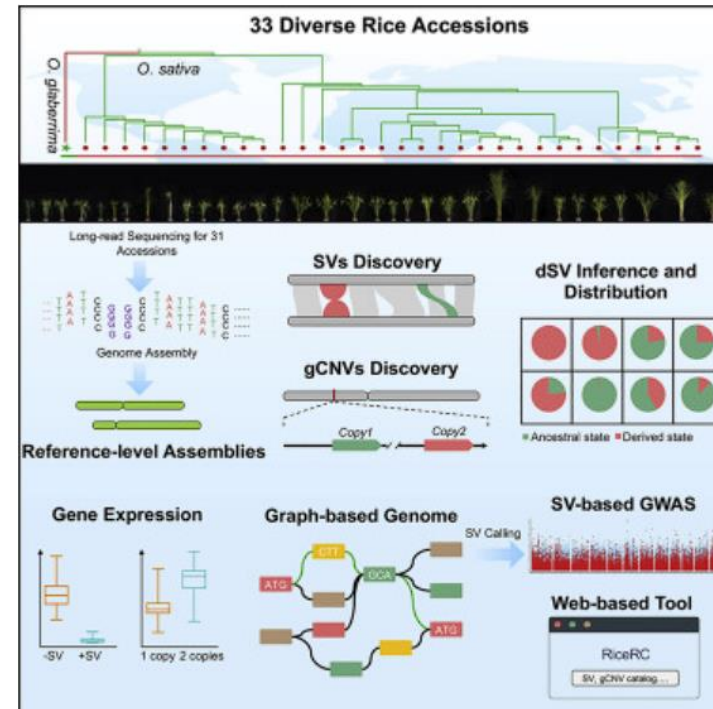 33 Diverse Rice Accessions
O. glaberrima
O. sativa
Long-read Sequencing for 31
Accessions
Genome Assembly
Reference-level Assemblies
SVs Discovery
gCNVs Discovery
Copy1
Copy2
dSV Inference and
Distribution
Ancestral state
Derived state
Gene Expression
-SV +SV
1 copy 2 copies
Graph-based Genome
CTT
ATG
GCA
ATG
SV Calling
SV-based GWAS
Web-based Tool
RiceRC
SV, gCNV catalog....